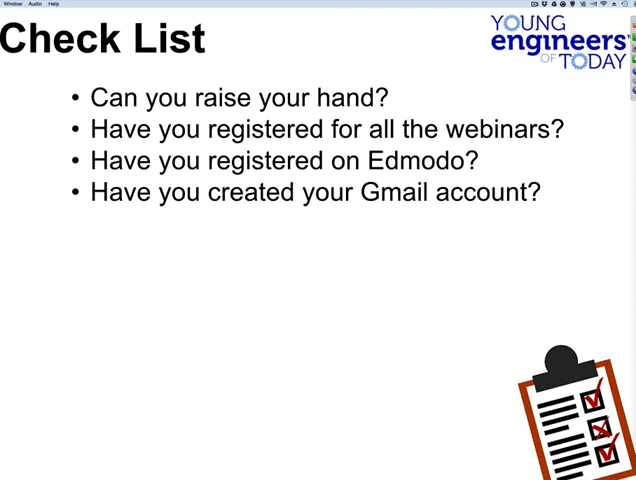 Window Audio Help
Check List
YOUNG
engineers
OF TODAY
• Can you raise your hand?
• Have you registered for all the webinars?
• Have you registered on Edmodo?
• Have you created your Gmail account?